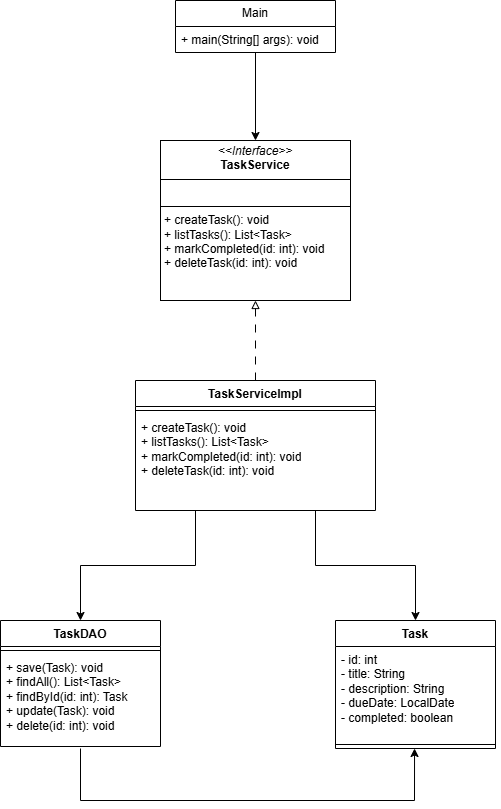 Main
+ main(String[] args): void
<<Interface>>
TaskService
+ createTask(): void
+ listTasks(): List<Task>
+ markCompleted(id: int): void
+ deleteTask(id: int): void
TaskServiceImpl
+ createTask(): void
+ listTasks(): List<Task>
+ markCompleted(id: int): void
+ deleteTask(id: int): void
TaskDAO
+ save(Task): void
+ findAll(): List<Task>
+ findById(id: int): Task
+ update(Task): void
+ delete(id: int): void
Task
- id: int
- title: String
- description: String
- dueDate: LocalDate
- completed: boolean